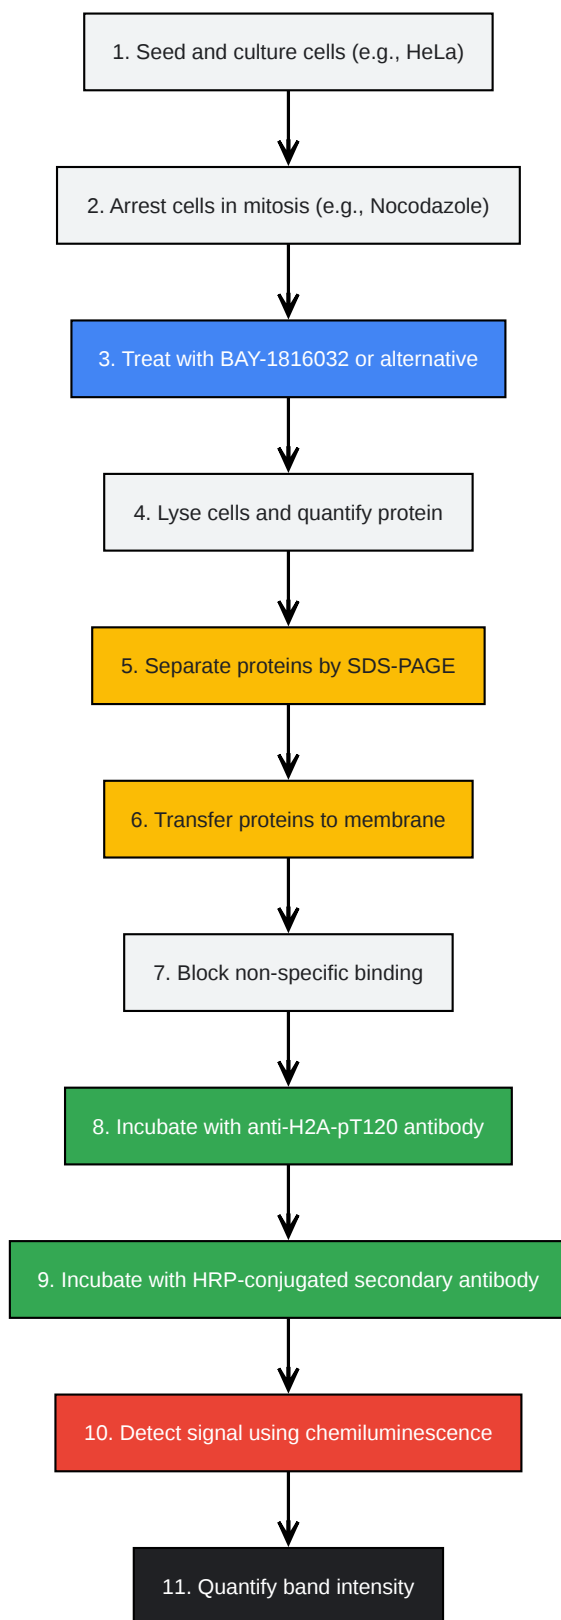 1. Seed and culture cells (e.g., HeLa)
2. Arrest cells in mitosis (e.g., Nocodazole)
3. Treat with BAY-1816032 or alternative
4. Lyse cells and quantify protein
5. Separate proteins by SDS-PAGE
6. Transfer proteins to membrane
7. Block non-specific binding
8. Incubate with anti-H2A-pT120 antibody
9. Incubate with HRP-conjugated secondary antibody
10. Detect signal using chemiluminescence
11. Quantify band intensity